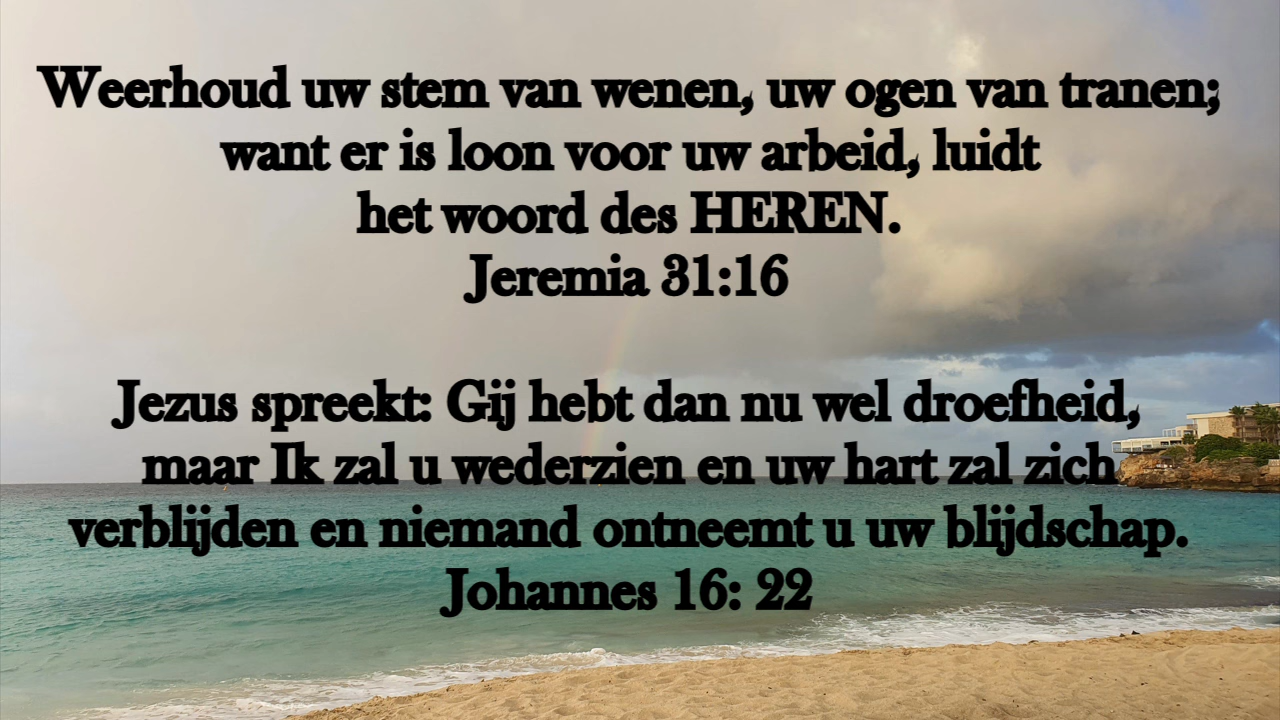 Weerhoud uw stem van wenen, uw ogen van tranen;
want er is loon voor uw arbeid, luidt
het woord des HEREN.
Jeremia 31:16
Jezus spreekt: Gij hebt dan nu wel droefheid,
maar Ik zal u wederzien en uw hart zal zich
verblijden en niemand ontneemt u uw blijdschap.
Johannes 16: 22